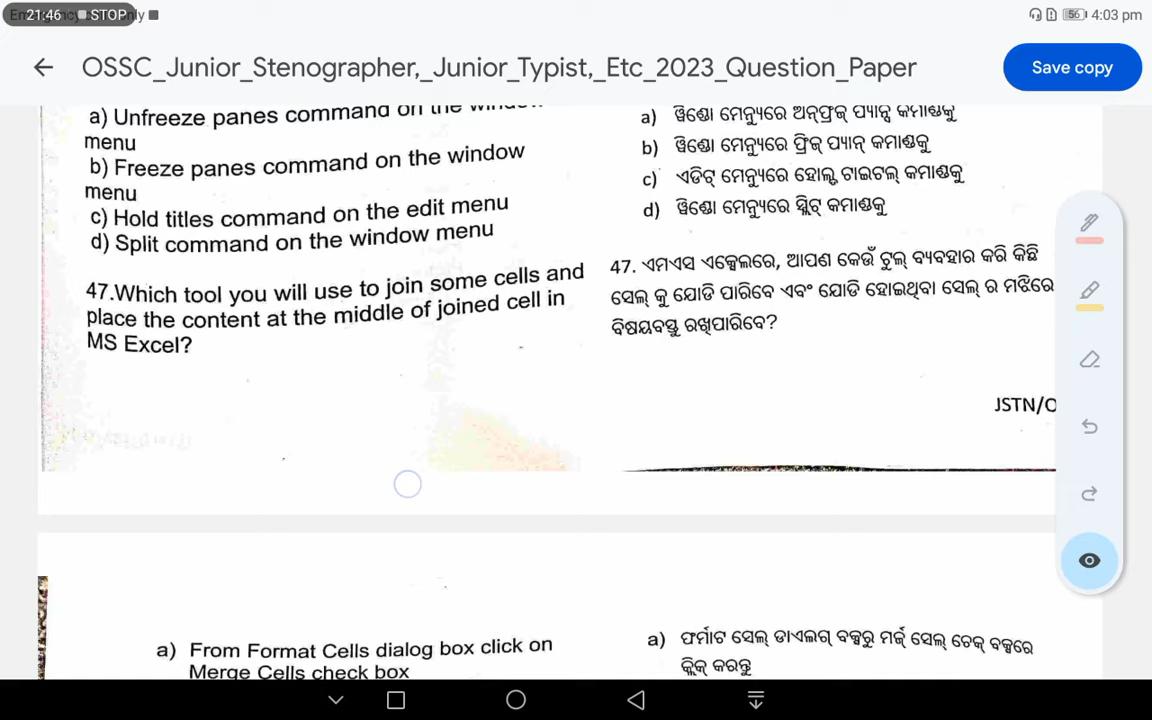 21:46 STOP
56 4:03 pm
OSSC_Junior_Stenographer,_Junior_Typist,_Etc_2023_Question_Paper
Save copy
a) Unfreeze panes command on the window
menu
b) Freeze panes command on the window
menu
c) Hold titles command on the edit menu
d) Split command on the window menu
47.Which tool you will use to join some cells and
place the content at the middle of joined cell in
MS Excel?
a) From Format Cells dialog box click on
Merge Cells check box
a) ୱିଣ୍ଡୋ ମେନ୍ୟୁରେ ଅନ୍‌ଫ୍ରିଜ୍ ପ୍ୟାନ୍ସ କମାଣ୍ଡକୁ
b) ୱିଣ୍ଡୋ ମେନ୍ୟୁରେ ଫ୍ରିଜ୍ ପ୍ୟାନ୍ କମାଣ୍ଡକୁ
c) ଏଡିଟ୍ ମେନ୍ୟୁରେ ହୋଲ୍ଡ ଟାଇଟଲ୍ କମାଣ୍ଡକୁ
d) ୱିଣ୍ଡୋ ମେନ୍ୟୁରେ ସ୍ପ୍ଲିଟ୍ କମାଣ୍ଡକୁ
47. ଏମଏସ ଏକ୍ସେଲରେ, ଆପଣ କେଉଁ ଟୁଲ୍ ବ୍ୟବହାର କରି କିଛି
ସେଲ୍ କୁ ଯୋଡି ପାରିବେ ଏବଂ ଯୋଡି ହୋଇଥିବା ସେଲ୍ ର ମଝିରେ
ବିଷୟବସ୍ତୁ ରଖିପାରିବେ?
JSTN/O
a) ଫର୍ମାଟ ସେଲ୍ ଡାଏଲଗ୍ ବକ୍ସରୁ ମର୍ଜ୍ ସେଲ୍ ଚେକ୍ ବକ୍ସରେ
କ୍ଲିକ୍ କରନ୍ତୁ